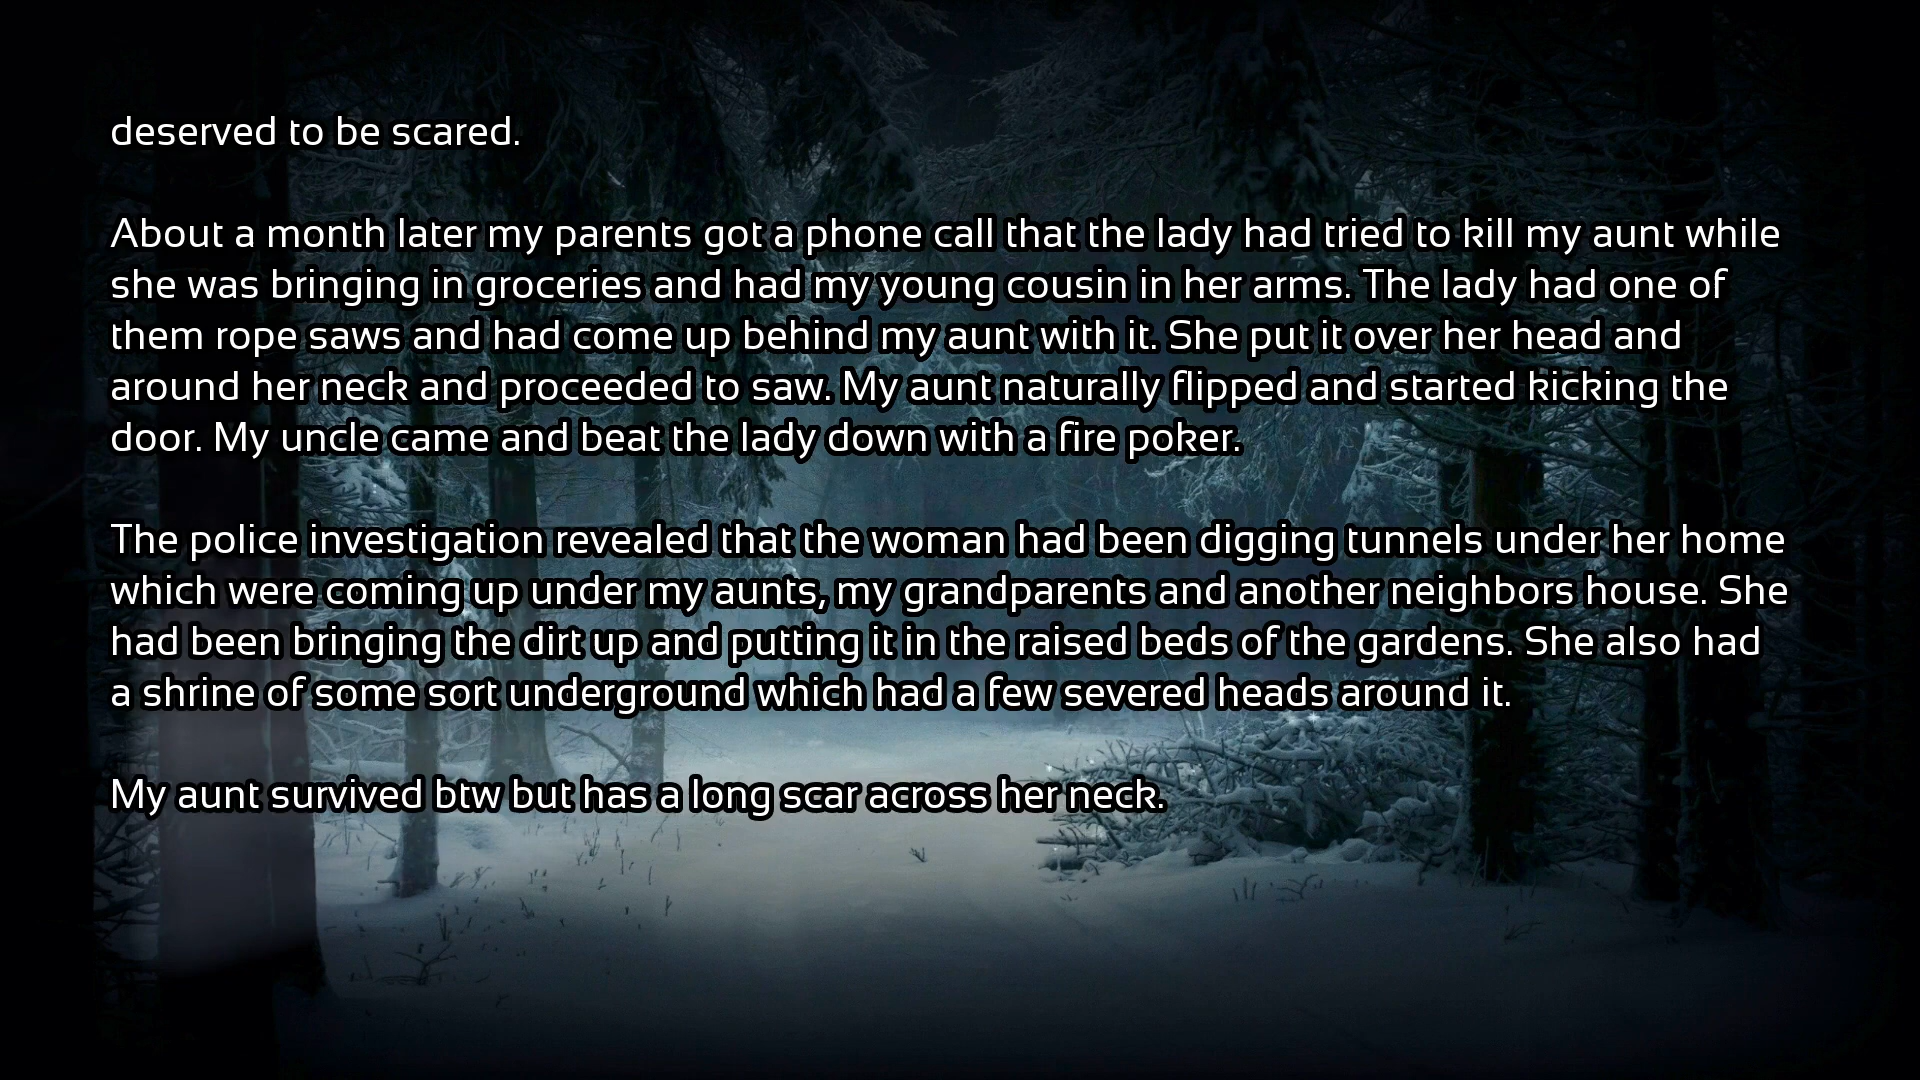 deserved to be scared.
About a month later my parents got a phone call that the lady had tried to kill my aunt while
she was bringing in groceries and had my young cousin in her arms. The lady had one of
them rope saws and had come up behind my aunt with it. She put it over her head and
around her neck and proceeded to saw. My aunt naturally flipped and started kicking the
door. My uncle came and beat the lady down with a fire poker.
The police investigation revealed that the woman had been digging tunnels under her home
which were coming up under my aunts, my grandparents and another neighbors house. She
had been bringing the dirt up and putting it in the raised beds of the gardens. She also had
a shrine of some sort underground which had a few severed heads around it.
My aunt survived btw but has a long scar across her neck.